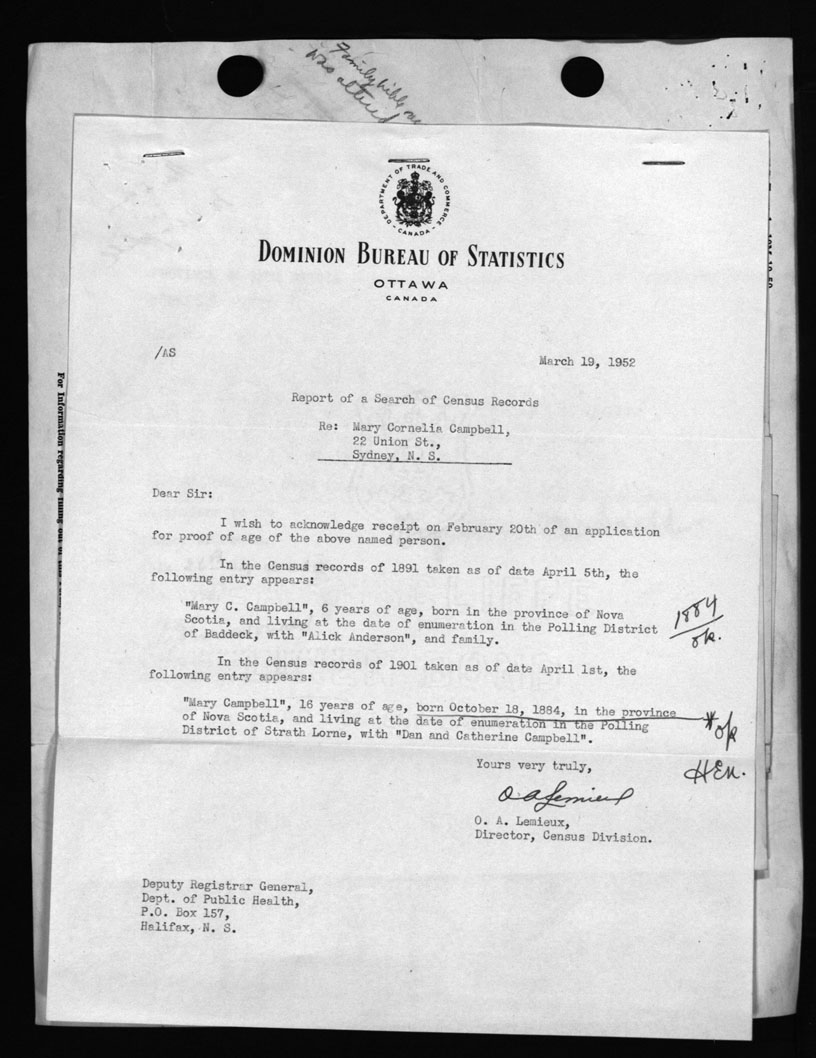 Family bible rec
was altered
DEPARTMENT OF TRADE AND COMMERCE
CANADA
DOMINION BUREAU OF STATISTICS
OTTAWA
CANADA
/AS
March 19, 1952
Report of a Search of Census Records
Re: Mary Cornelia Campbell,
22 Union St.,
Sydney, N. S.
For Information regarding
Dear Sir:
I wish to acknowledge receipt on February 20th of an application
for proof of age of the above named person.
In the Census records of 1891 taken as of date April 5th, the
following entry appears:
"Mary C. Campbell", 6 years of age, born in the province of Nova
Scotia, and living at the date of enumeration in the Polling District
of Baddeck, with "Alick Anderson", and family.
1884
ok.
In the Census records of 1901 taken as of date April 1st, the
following entry appears:
"Mary Campbell", 16 years of age, born October 18, 1884, in the province
of Nova Scotia, and living at the date of enumeration in the Polling
District of Strath Lorne, with "Dan and Catherine Campbell".
* ok
HEN.
Yours very truly,
O A Lemieux
O. A. Lemieux,
Director, Census Division.
Deputy Registrar General,
Dept. of Public Health,
P.O. Box 157,
Halifax, N. S.